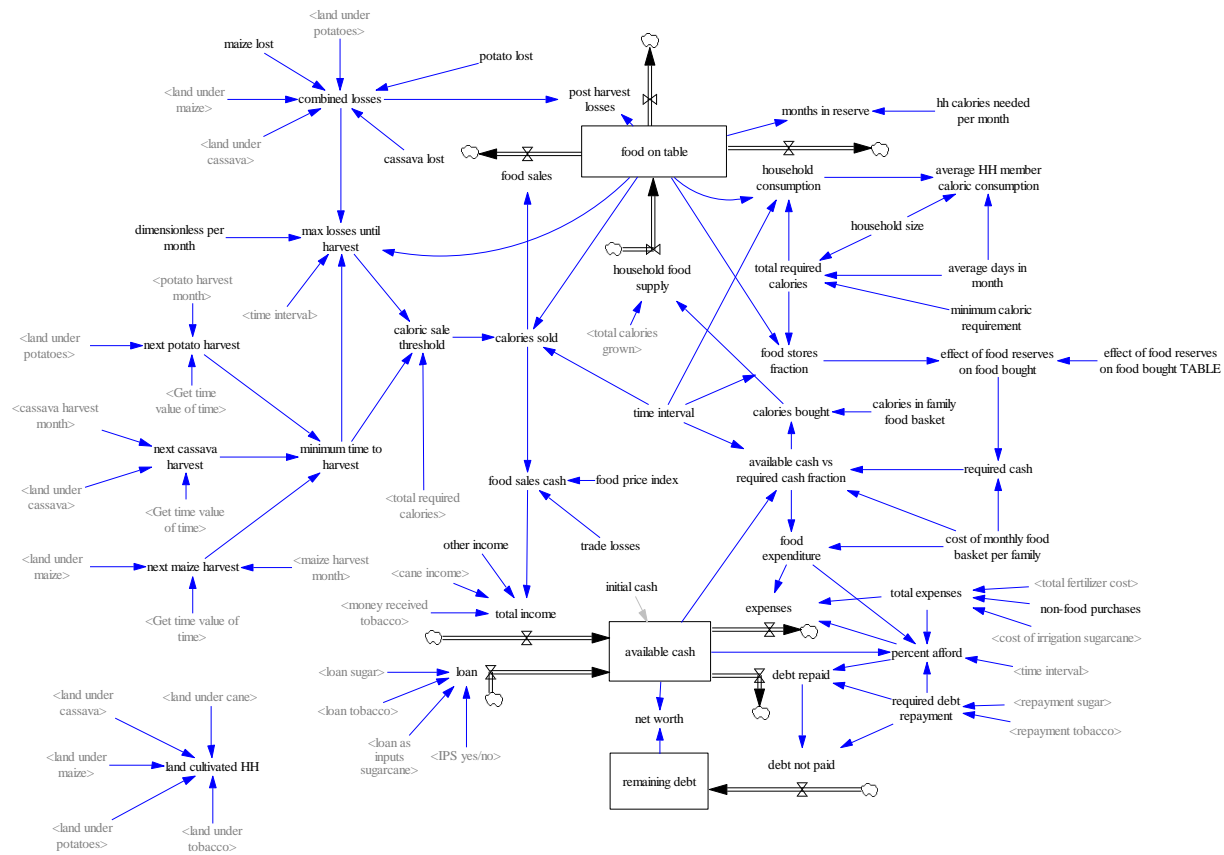 <land under
potatoes>
maize lost
potato lost
<land under
maize>
combined losses
post harvest
losses
months in reserve
hh calories needed
per month
<land under
cassava>
cassava lost
food on table
food sales
household
consumption
average HH member
caloric consumption
dimensionless per
month
max losses until
harvest
household size
<potato harvest
month>
<time interval>
household food
supply
total required
calories
average days in
month
minimum caloric
requirement
<land under
potatoes>
next potato harvest
caloric sale
threshold
calories sold
<total calories
grown>
food stores
fraction
effect of food reserves
on food bought
effect of food reserves
on food bought TABLE
<Get time
value of time>
<cassava harvest
month>
time interval
calories bought
calories in family
food basket
next cassava
harvest
minimum time to
harvest
available cash vs
required cash fraction
required cash
<land under
cassava>
<Get time value
of time>
<total required
calories>
food sales cash
food price index
<land under
maize>
next maize harvest
<maize harvest
month>
other income
trade losses
food
expenditure
cost of monthly food
basket per family
<cane income>
<Get time value
of time>
<money received
tobacco>
total income
initial cash
expenses
total expenses
<total fertilizer cost>
non-food purchases
<cost of irrigation sugarcane>
available cash
percent afford
<time interval>
<loan sugar>
loan
debt repaid
<land under
cassava>
<land under cane>
<loan tobacco>
net worth
required debt
repayment
<repayment sugar>
<repayment tobacco>
<loan as
inputs
sugarcane>
<IPS yes/no>
<land under
maize>
land cultivated HH
debt not paid
remaining debt
<land under
potatoes>
<land under
tobacco>